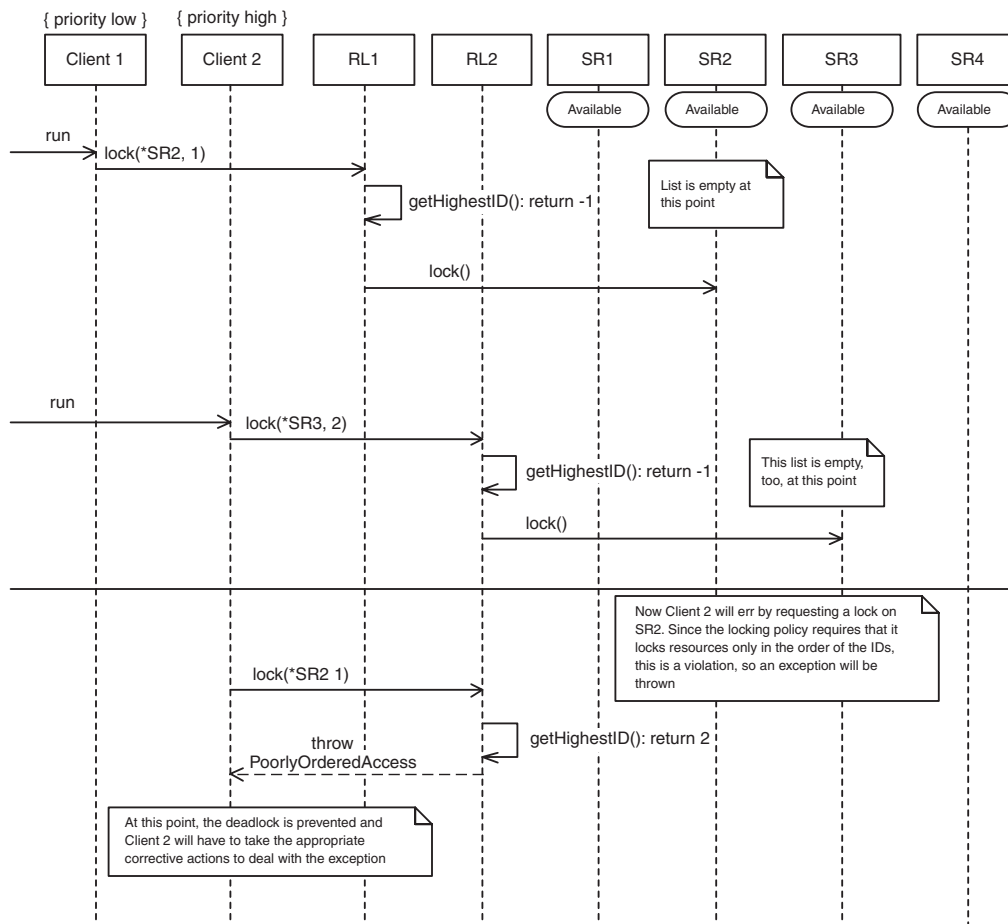 { priority low } { priority high }
Client 1 Client 2 RL1 RL2 SR1 SR2 SR3 SR4
Available Available Available Available
run
lock(*SR2, 1)
List is empty at
this point
getHighestID(): return -1
lock()
run
lock(*SR3, 2)
This list is empty,
too, at this point
getHighestID(): return -1
lock()
Now Client 2 will err by requesting a lock on
SR2. Since the locking policy requires that it
locks resources only in the order of the IDs,
this is a violation, so an exception will be
thrown
lock(*SR2 1)
getHighestID(): return 2
throw
PoorlyOrderedAccess
At this point, the deadlock is prevented and
Client 2 will have to take the appropriate
corrective actions to deal with the exception